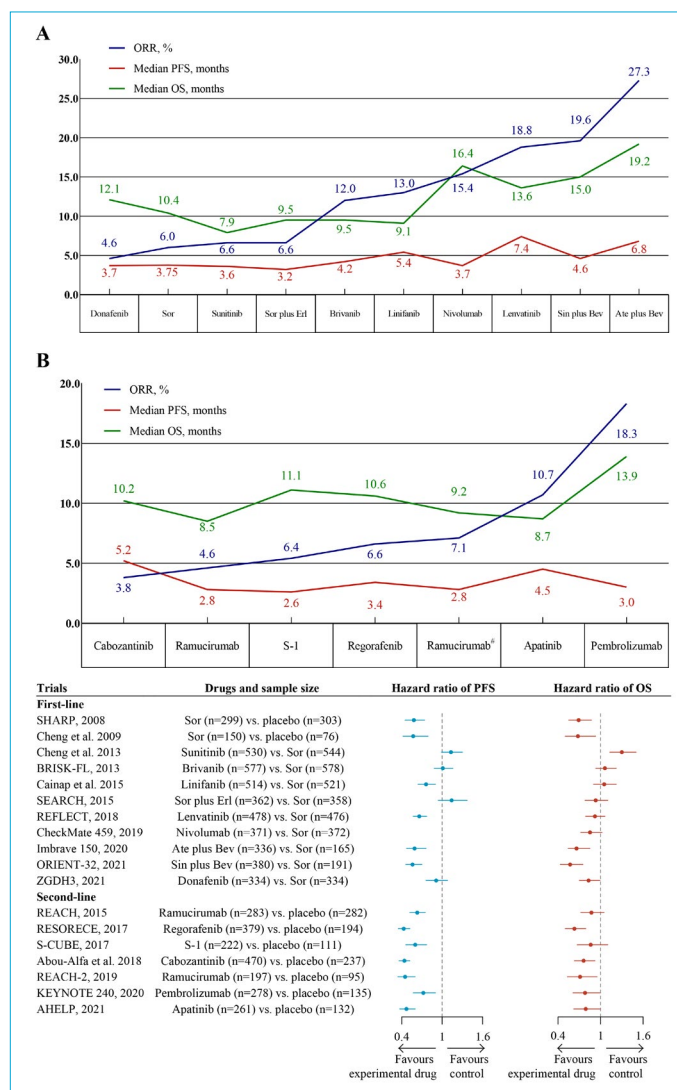 A
ORR, %
Median PFS, months
Median OS, months
30.0
25.0
20.0
15.0
10.0
5.0
0.0
27.3
19.6
18.8
15.4
13.0
12.0
6.6
6.6
6.0
4.6
12.1
10.4
7.9
9.5
9.5
9.1
16.4
13.6
15.0
19.2
3.7
3.75
3.6
3.2
4.2
5.4
3.7
7.4
4.6
6.8
Donafenib Sor Sunitinib Sor plus Erl Brivanib Linifanib Nivolumab Lenvatinib Sin plus Bev Ate plus Bev
B
ORR, %
Median PFS, months
Median OS, months
20.0
15.0
10.0
5.0
0.0
10.2
8.5
11.1
10.6
9.2
8.7
13.9
3.8
4.6
6.4
6.6
7.1
10.7
18.3
5.2
2.8
2.6
3.4
2.8
4.5
3.0
Cabozantinib Ramucirumab S-1 Regorafenib Ramucirumab# Apatinib Pembrolizumab
Trials Drugs and sample size Hazard ratio of PFS Hazard ratio of OS
First-line
SHARP, 2008 Sor (n=299) vs. placebo (n=303)
Cheng et al. 2009 Sor (n=150) vs. placebo (n=76)
Cheng et al. 2013 Sunitinib (n=530) vs. Sor (n=544)
BRISK-FL, 2013 Brivanib (n=577) vs. Sor (n=578)
Cainap et al. 2015 Linifanib (n=514) vs. Sor (n=521)
SEARCH, 2015 Sor plus Erl (n=362) vs. Sor (n=358)
REFLECT, 2018 Lenvatinib (n=478) vs. Sor (n=476)
CheckMate 459, 2019 Nivolumab (n=371) vs. Sor (n=372)
Imbrave 150, 2020 Ate plus Bev (n=336) vs. Sor (n=165)
ORIENT-32, 2021 Sin plus Bev (n=380) vs. Sor (n=191)
ZGDH3, 2021 Donafenib (n=334) vs. Sor (n=334)
Second-line
REACH, 2015 Ramucirumab (n=283) vs. placebo (n=282)
RESORECE, 2017 Regorafenib (n=379) vs. placebo (n=194)
S-CUBE, 2017 S-1 (n=222) vs. placebo (n=111)
Abou-Alfa et al. 2018 Cabozantinib (n=470) vs. placebo (n=237)
REACH-2, 2019 Ramucirumab (n=197) vs. placebo (n=95)
KEYNOTE 240, 2020 Pembrolizumab (n=278) vs. placebo (n=135)
AHELP, 2021 Apatinib (n=261) vs. placebo (n=132)
0.4 1 1.6 0.4 1 1.6
Favours Favours Favours Favours
experimental drug control experimental drug control